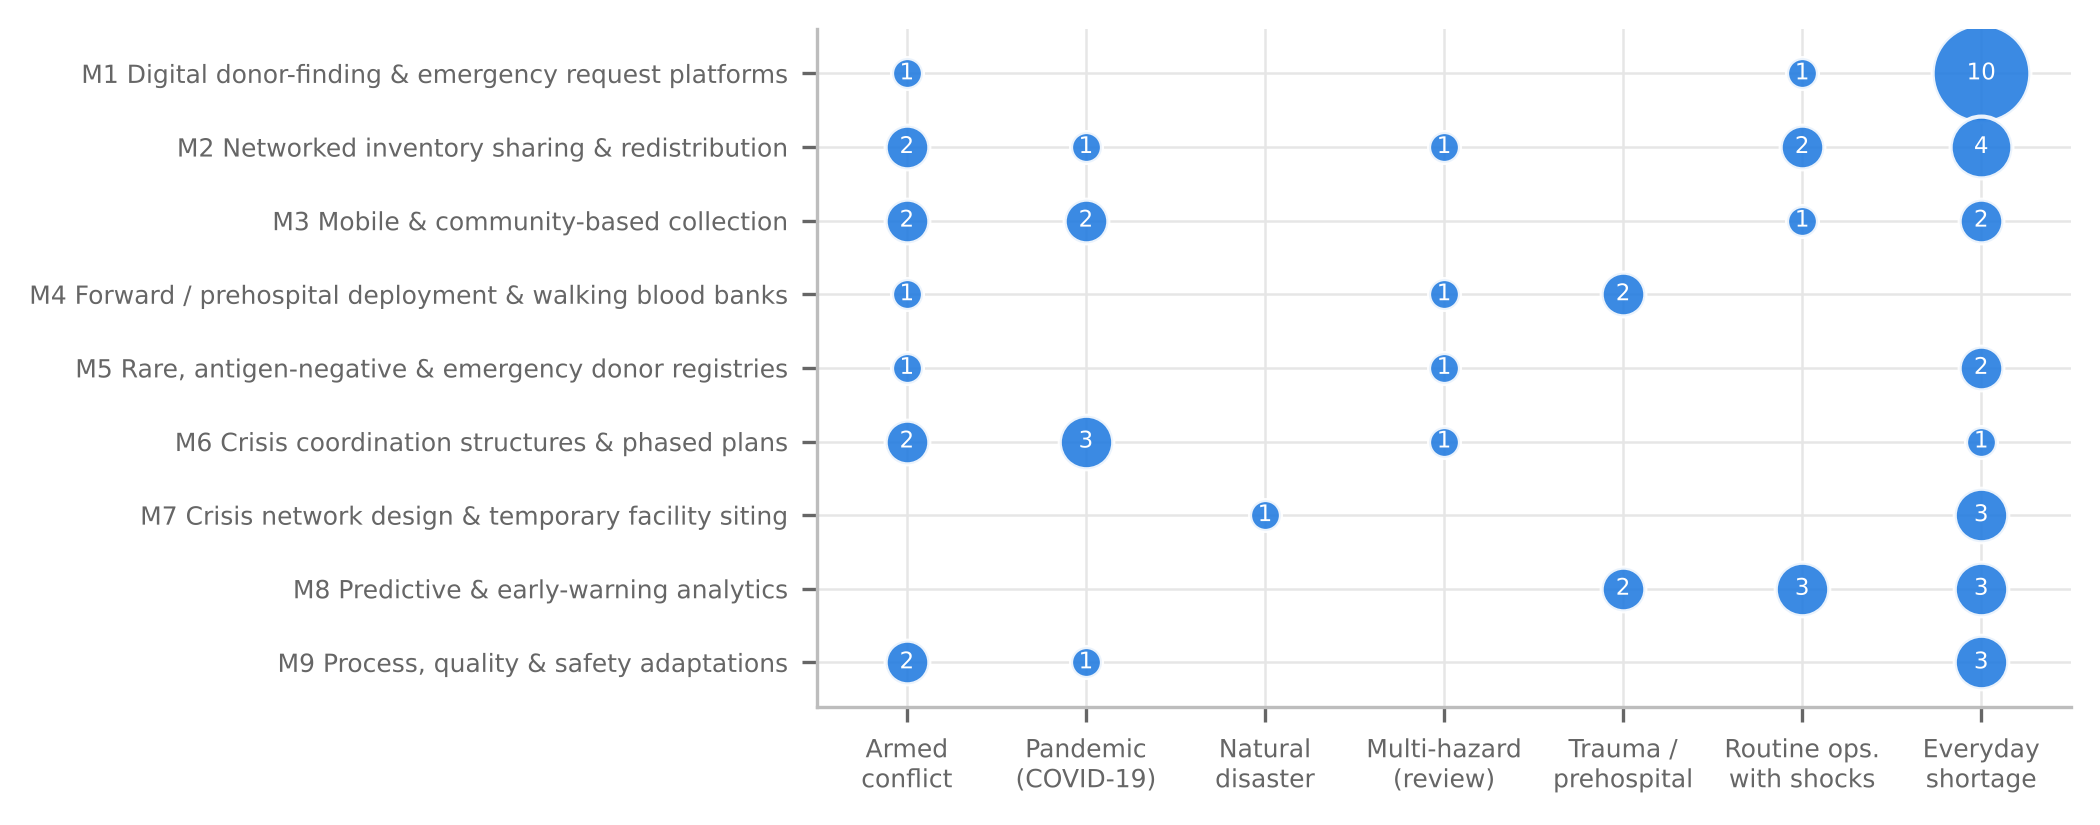 M1 Digital donor-finding & emergency request platforms
1
1
10
M2 Networked inventory sharing & redistribution
2
1
1
2
4
M3 Mobile & community-based collection
2
2
1
2
M4 Forward / prehospital deployment & walking blood banks
1
1
2
M5 Rare, antigen-negative & emergency donor registries
1
1
2
M6 Crisis coordination structures & phased plans
2
3
1
1
M7 Crisis network design & temporary facility siting
1
3
M8 Predictive & early-warning analytics
2
3
3
M9 Process, quality & safety adaptations
2
1
3
Armed
conflict
Pandemic
(COVID-19)
Natural
disaster
Multi-hazard
(review)
Trauma /
prehospital
Routine ops.
with shocks
Everyday
shortage